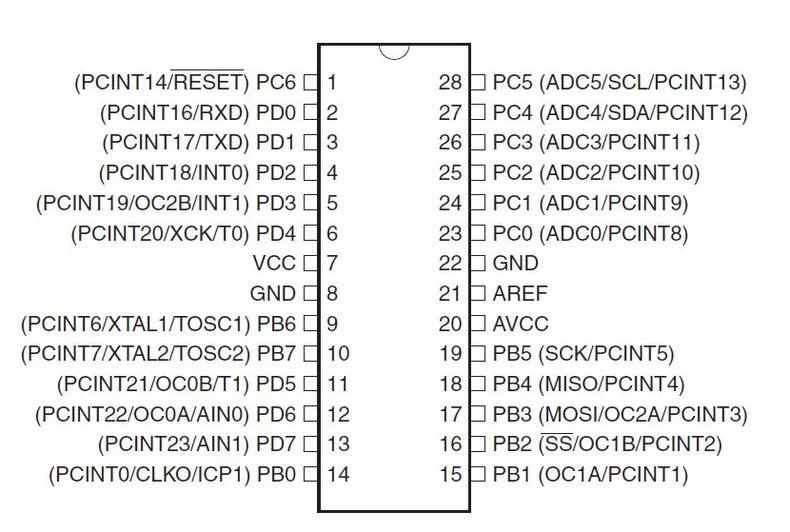 (PCINT14/RESET) PC6 1 28 PC5 (ADC5/SCL/PCINT13)
(PCINT16/RXD) PD0 2 27 PC4 (ADC4/SDA/PCINT12)
(PCINT17/TXD) PD1 3 26 PC3 (ADC3/PCINT11)
(PCINT18/INT0) PD2 4 25 PC2 (ADC2/PCINT10)
(PCINT19/OC2B/INT1) PD3 5 24 PC1 (ADC1/PCINT9)
(PCINT20/XCK/T0) PD4 6 23 PC0 (ADC0/PCINT8)
VCC 7 22 GND
GND 8 21 AREF
(PCINT6/XTAL1/TOSC1) PB6 9 20 AVCC
(PCINT7/XTAL2/TOSC2) PB7 10 19 PB5 (SCK/PCINT5)
(PCINT21/OC0B/T1) PD5 11 18 PB4 (MISO/PCINT4)
(PCINT22/OC0A/AIN0) PD6 12 17 PB3 (MOSI/OC2A/PCINT3)
(PCINT23/AIN1) PD7 13 16 PB2 (SS/OC1B/PCINT2)
(PCINT0/CLKO/ICP1) PB0 14 15 PB1 (OC1A/PCINT1)